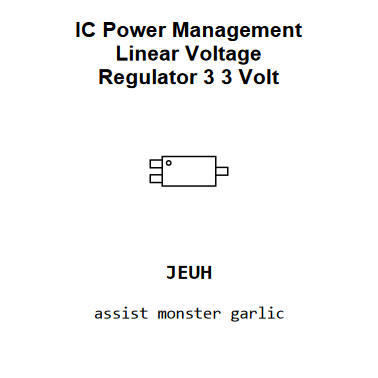 IC Power Management
Linear Voltage
Regulator 3 3 Volt
JEUH
assist monster garlic